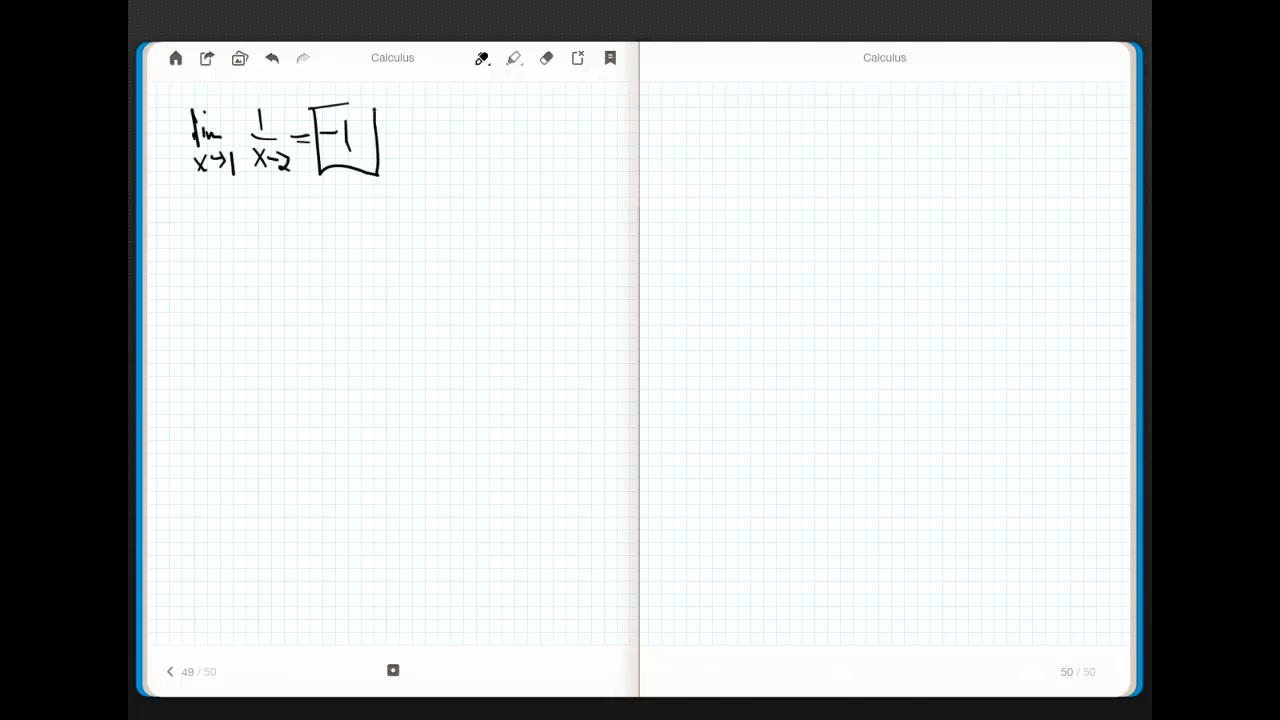 Calculus
Calculus
lim x→1 1/(x-2) = -1
49 / 50
50 / 50